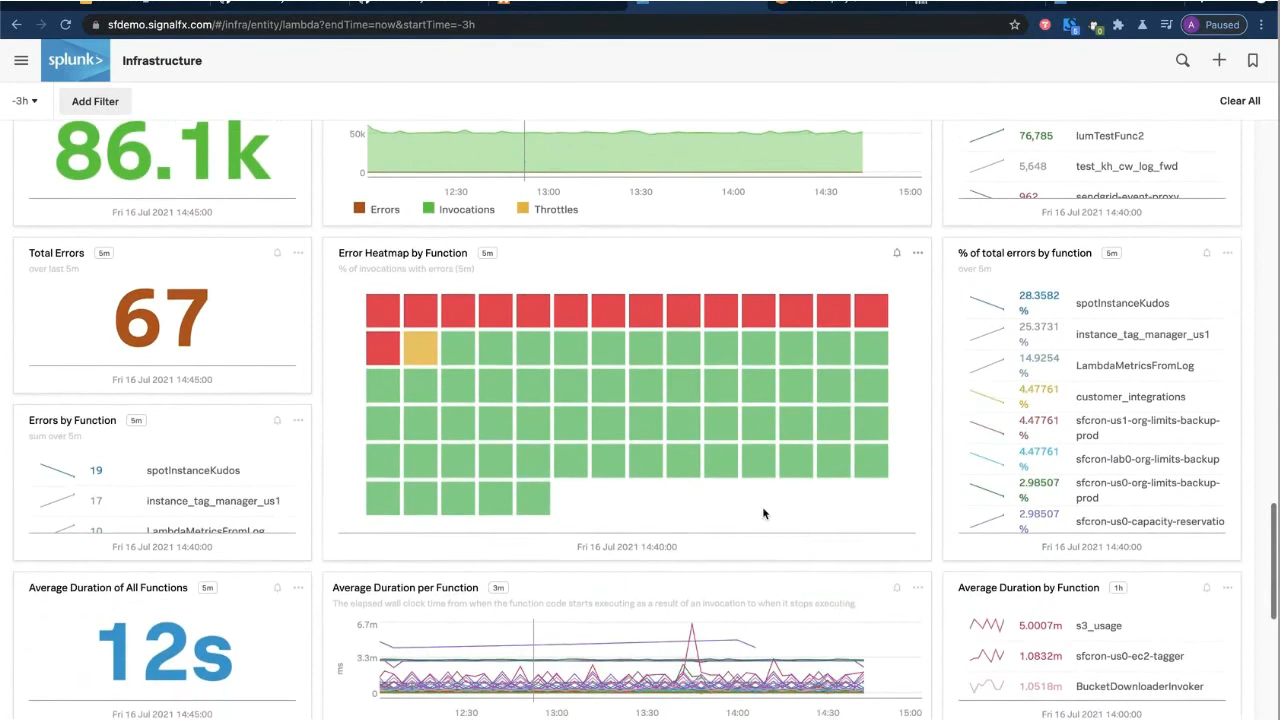 sfdemo.signalfx.com/#/infra/entity/lambda?endTime=now&startTime=-3h
A
Paused
splunk>
Infrastructure
-3h
Add Filter
Clear All
86.1k
Fri 16 Jul 2021 14:45:00
50k
0
12:30
13:00
13:30
14:00
14:30
15:00
Errors
Invocations
Throttles
76,785
lumTestFunc2
5,648
test_kh_cw_log_fwd
962
sendgrid-event-proxy
Fri 16 Jul 2021 14:40:00
Total Errors
5m
over last 5m
67
Fri 16 Jul 2021 14:45:00
Errors by Function
5m
sum over 5m
19
spotInstanceKudos
17
instance_tag_manager_us1
10
LambdaMetricsFromLog
Fri 16 Jul 2021 14:40:00
Error Heatmap by Function
5m
% of invocations with errors (5m)
Fri 16 Jul 2021 14:40:00
% of total errors by function
5m
over 5m
28.3582
%
spotInstanceKudos
25.3731
%
instance_tag_manager_us1
14.9254
%
LambdaMetricsFromLog
4.47761
%
customer_integrations
4.47761
%
sfcron-us1-org-limits-backup-
prod
4.47761
%
sfcron-lab0-org-limits-backup
2.98507
%
sfcron-us0-org-limits-backup-
prod
2.98507
%
sfcron-us0-capacity-reservatio
Fri 16 Jul 2021 14:40:00
Average Duration of All Functions
5m
12s
Fri 16 Jul 2021 14:45:00
Average Duration per Function
3m
The elapsed wall clock time from when the function code starts executing as a result of an invocation to when it stops executing.
6.7m
3.3m
0
ms
12:30
13:00
13:30
14:00
14:30
15:00
Average Duration by Function
1h
5.0007m
s3_usage
1.0832m
sfcron-us0-ec2-tagger
1.0518m
BucketDownloaderInvoker
Fri 16 Jul 2021 14:00:00